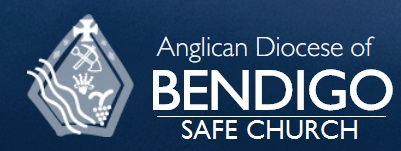 Anglican Diocese of
BENDIGO
SAFE CHURCH